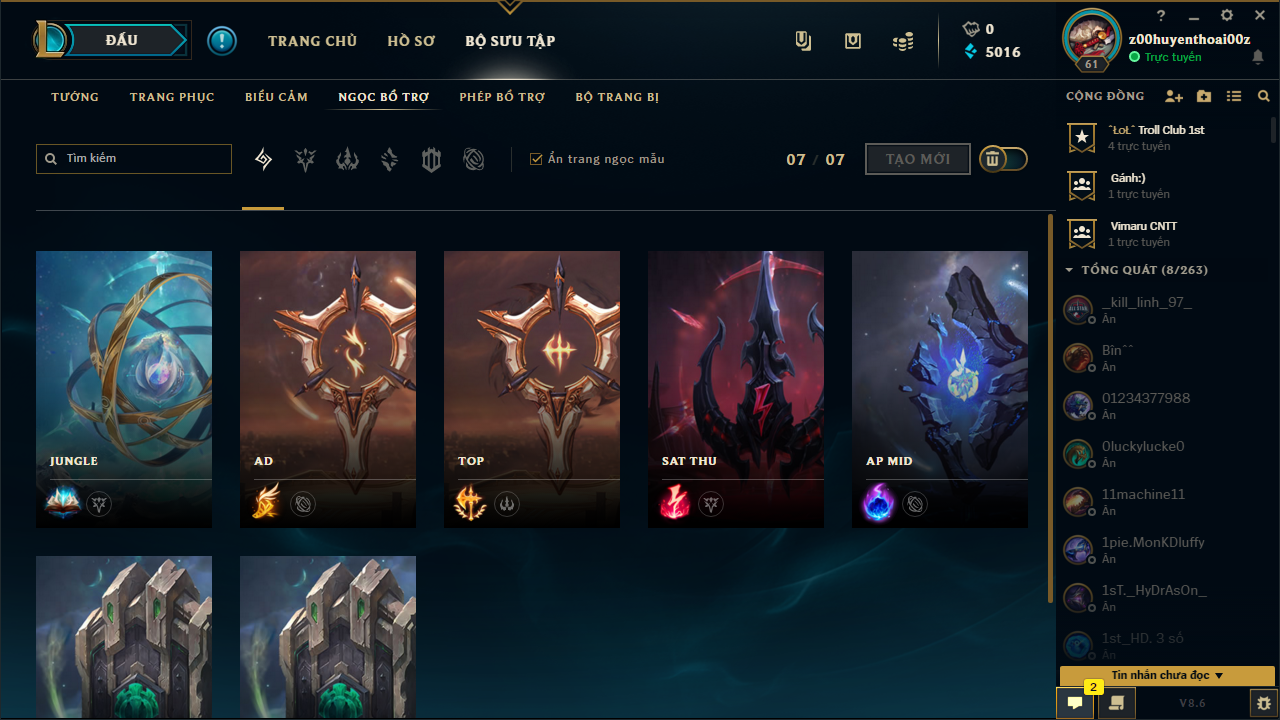 ĐẤU
!
TRANG CHỦ
HỒ SƠ
BỘ SƯU TẬP
0
5016
?
z00huyenthoai00z
Trực tuyến
61
TƯỚNG
TRANG PHỤC
BIỂU CẢM
NGỌC BỔ TRỢ
PHÉP BỔ TRỢ
BỘ TRANG BỊ
Tìm kiếm
Ẩn trang ngọc mẫu
07 / 07
TẠO MỚI
JUNGLE
AD
TOP
SAT THU
AP MID
CỘNG ĐỒNG
ˆŁoŁˆ Troll Club 1st
4 trực tuyến
Gánh:)
1 trực tuyến
Vimaru CNTT
1 trực tuyến
TỔNG QUÁT (8/263)
_kill_linh_97_
Ẩn
Bînˆˆ
Ẩn
01234377988
Ẩn
0luckylucke0
Ẩn
11machine11
Ẩn
1pie.MonKDluffy
Ẩn
1sT._HyDrAsOn_
Ẩn
1st_HD. 3 số
Ẩn
Tin nhắn chưa đọc
2
V8.6